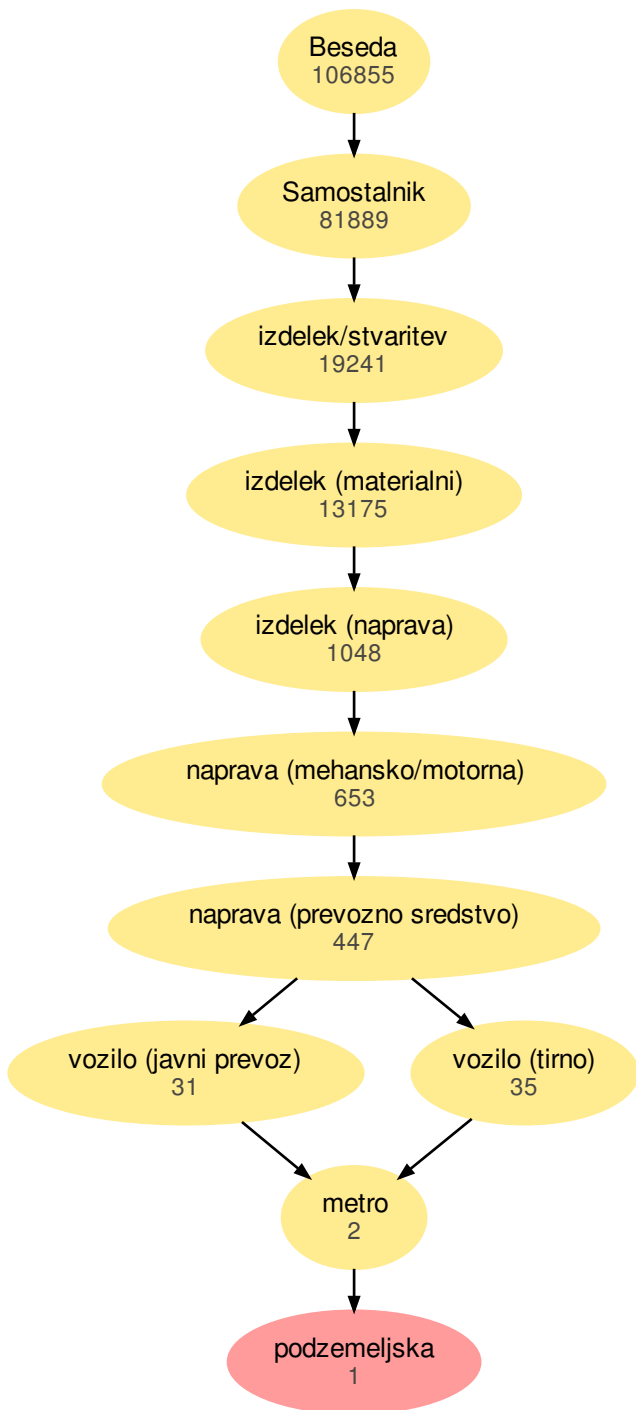 Beseda
106855
Samostalnik
81889
izdelek/stvaritev
19241
izdelek (materialni)
13175
izdelek (naprava)
1048
naprava (mehansko/motorna)
653
naprava (prevozno sredstvo)
447
vozilo (javni prevoz)
31
vozilo (tirno)
35
metro
2
podzemeljska
1